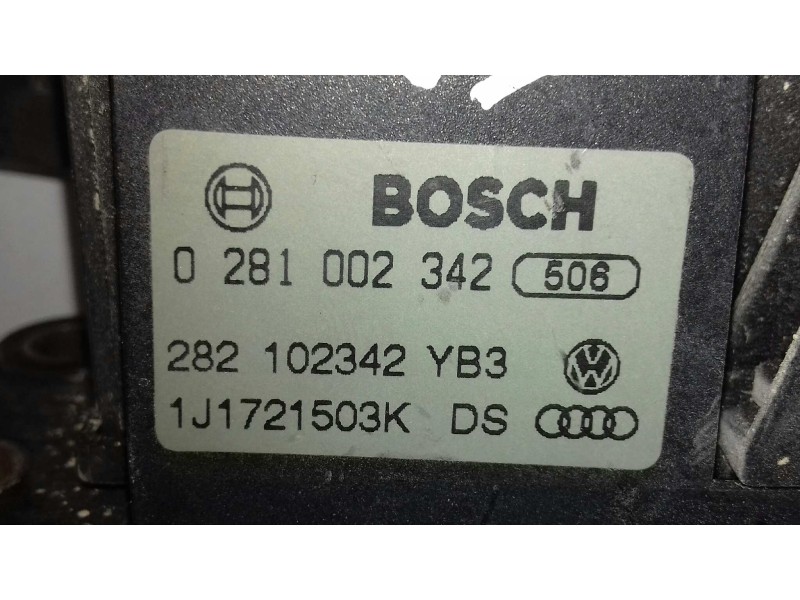 BOSCH
0 281 002 342 506
282 102342 YB3
1J1721503K DS